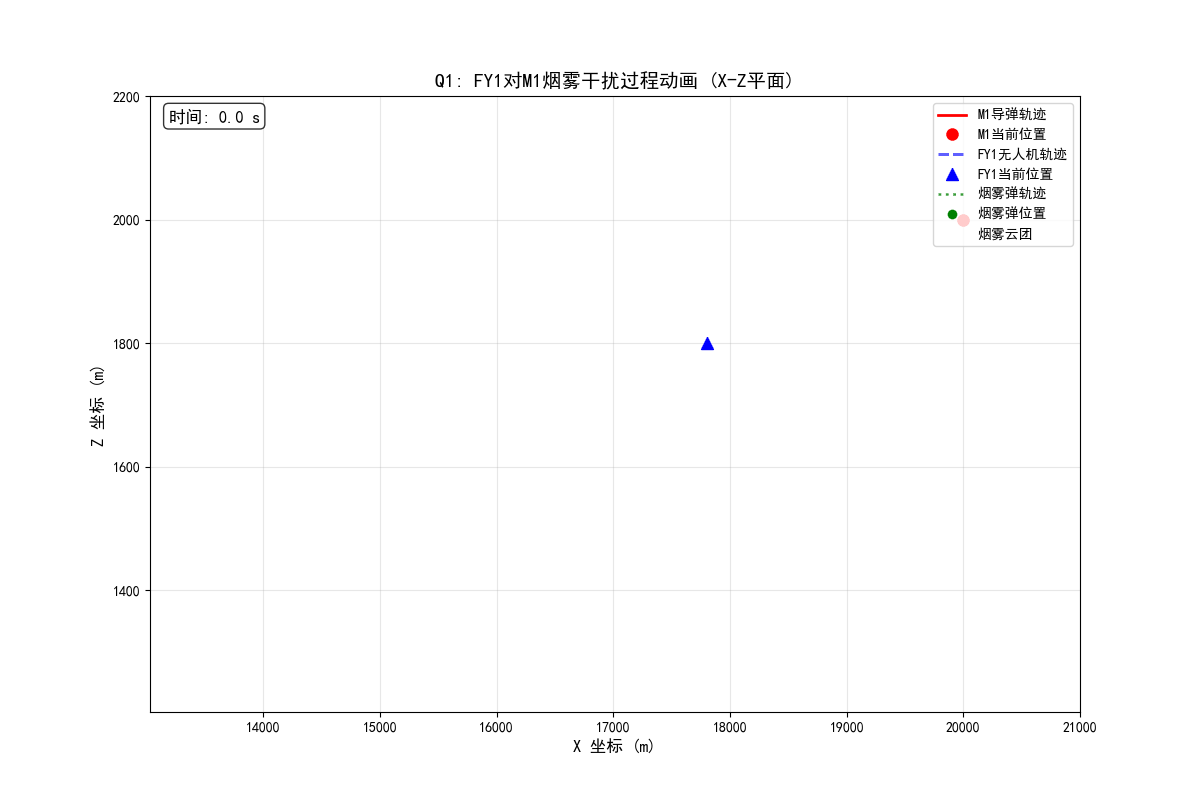 Q1: FY1对M1烟雾干扰过程动画 (X-Z平面)
时间: 0.0 s
M1导弹轨迹
M1当前位置
FY1无人机轨迹
FY1当前位置
烟雾弹轨迹
烟雾弹位置
烟雾云团
2200
2000
1800
1600
1400
Z 坐标 (m)
14000 15000 16000 17000 18000 19000 20000 21000
X 坐标 (m)